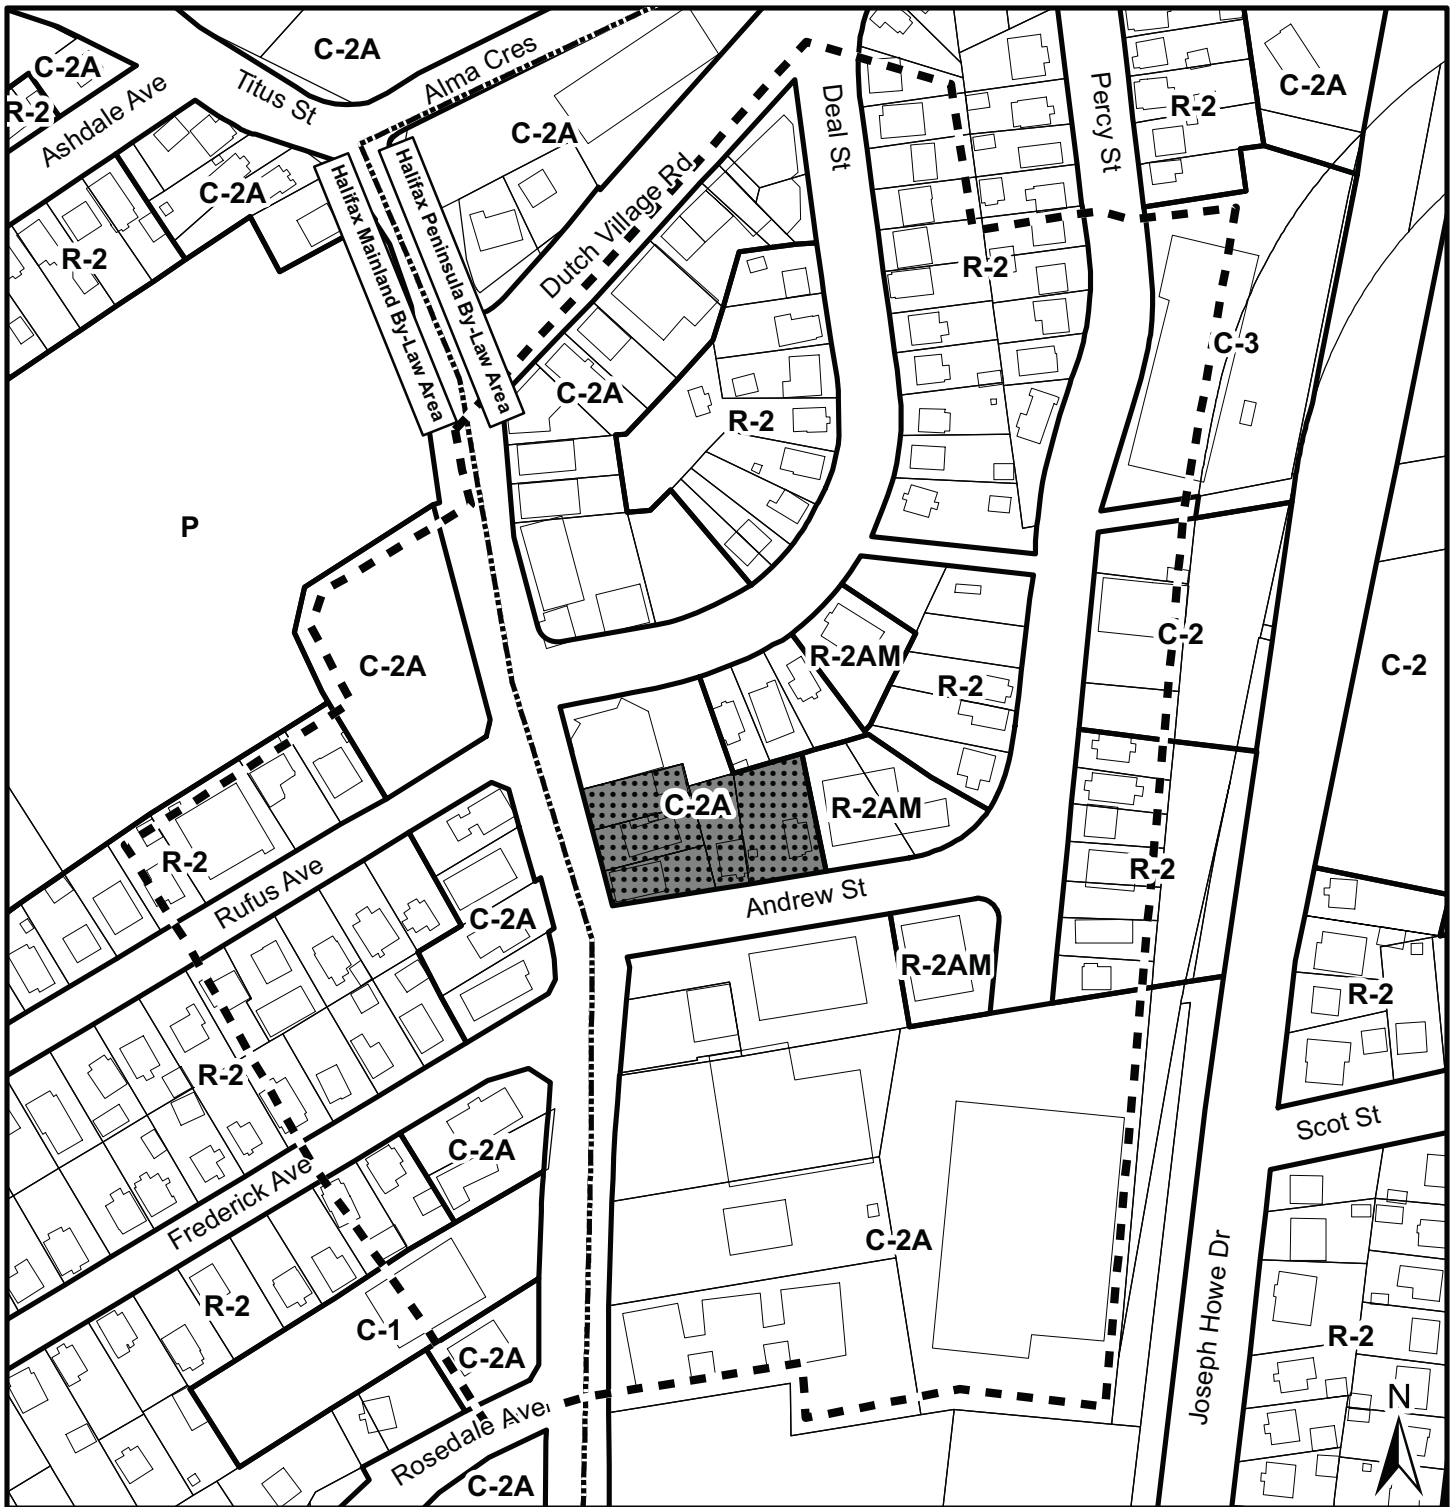 C-2A
C-2A
Alma Cres
Titus St
R-2
Ashdale Ave
C-2A
C-2A
R-2
Halifax Mainland By-Law Area
Halifax Peninsula By-Law Area
Dutch Village Rd
Deal St
Percy St
R-2
C-2A
R-2
C-3
C-2A
R-2
P
C-2A
R-2AM
R-2
C-2
C-2
C-2A
R-2AM
R-2
R-2
Rufus Ave
Andrew St
C-2A
R-2AM
R-2
R-2
Scot St
C-2A
Frederick Ave
C-2A
R-2
C-1
C-2A
Joseph Howe Dr
R-2
N
Rosedale Ave
C-2A